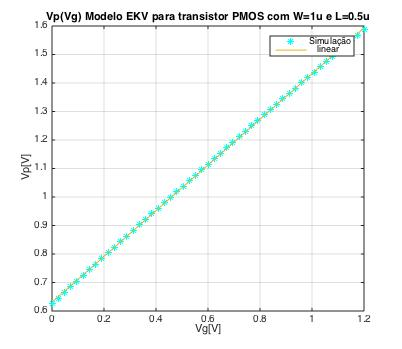 Vp(Vg) Modelo EKV para transistor PMOS com W=1u e L=0.5u
1.6
Simulação
linear
1.5
1.4
1.3
1.2
1.1
1
0.9
0.8
0.7
0.6
Vp[V]
0 0.2 0.4 0.6 0.8 1 1.2
Vg[V]